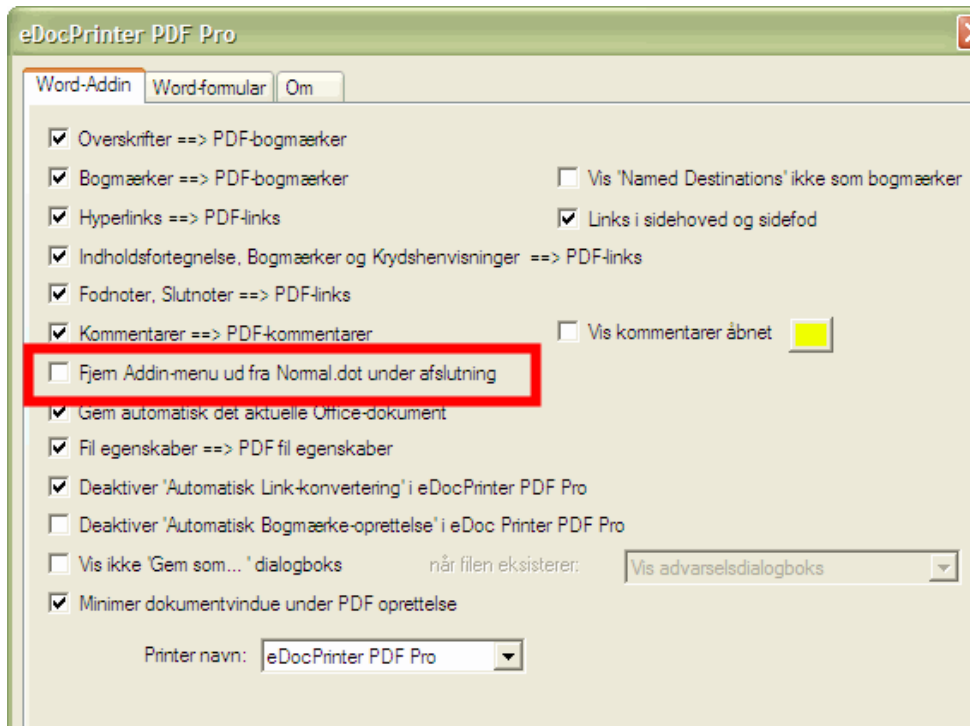 eDocPrinter PDF Pro
Word-Addin Word-formular Om
Overskrifter ==> PDF-bogmærker
Bogmærker ==> PDF-bogmærker Vis 'Named Destinations' ikke som bogmærker
Hyperlinks ==> PDF-links Links i sidehoved og sidefod
Indholdsfortegnelse, Bogmærker og Krydshenvisninger ==> PDF-links
Fodnoter, Slutnoter ==> PDF-links
Kommentarer ==> PDF-kommentarer Vis kommentarer åbnet
Fjern Addin-menu ud fra Normal.dot under afslutning
Gem automatisk det aktuelle Office-dokument
Fil egenskaber ==> PDF fil egenskaber
Deaktiver 'Automatisk Link-konvertering' i eDocPrinter PDF Pro
Deaktiver 'Automatisk Bogmærke-oprettelse' i eDoc Printer PDF Pro
Vis ikke 'Gem som... ' dialogboks når filen eksisterer: Vis advarselsdialogboks
Minimer dokumentvindue under PDF oprettelse
Printer navn: eDocPrinter PDF Pro